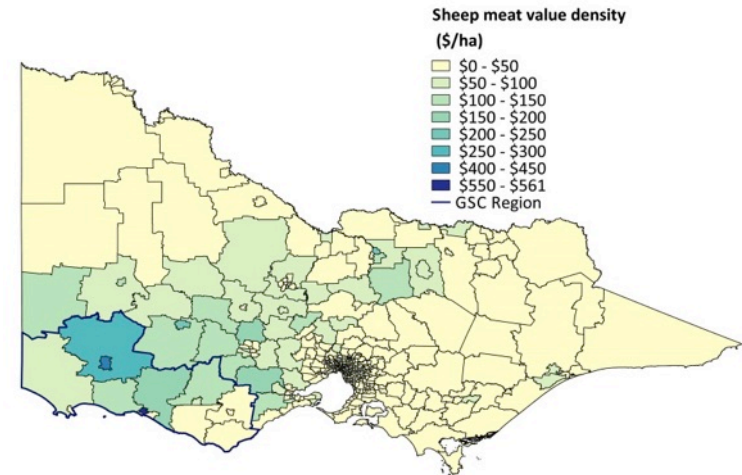 Sheep meat value density
($/ha)
$0 - $50
$50 - $100
$100 - $150
$150 - $200
$200 - $250
$250 - $300
$400 - $450
$550 - $561
GSC Region